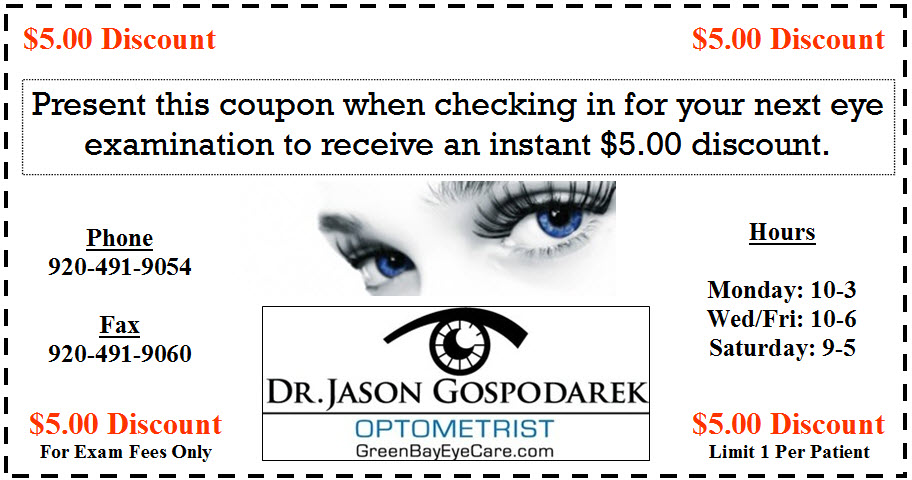 $5.00 Discount
$5.00 Discount
Present this coupon when checking in for your next eye
examination to receive an instant $5.00 discount.
Phone
920-491-9054
Fax
920-491-9060
Hours
Monday: 10-3
Wed/Fri: 10-6
Saturday: 9-5
DR. JASON GOSPODAREK
OPTOMETRIST
GreenBayEyeCare.com
$5.00 Discount
For Exam Fees Only
$5.00 Discount
Limit 1 Per Patient